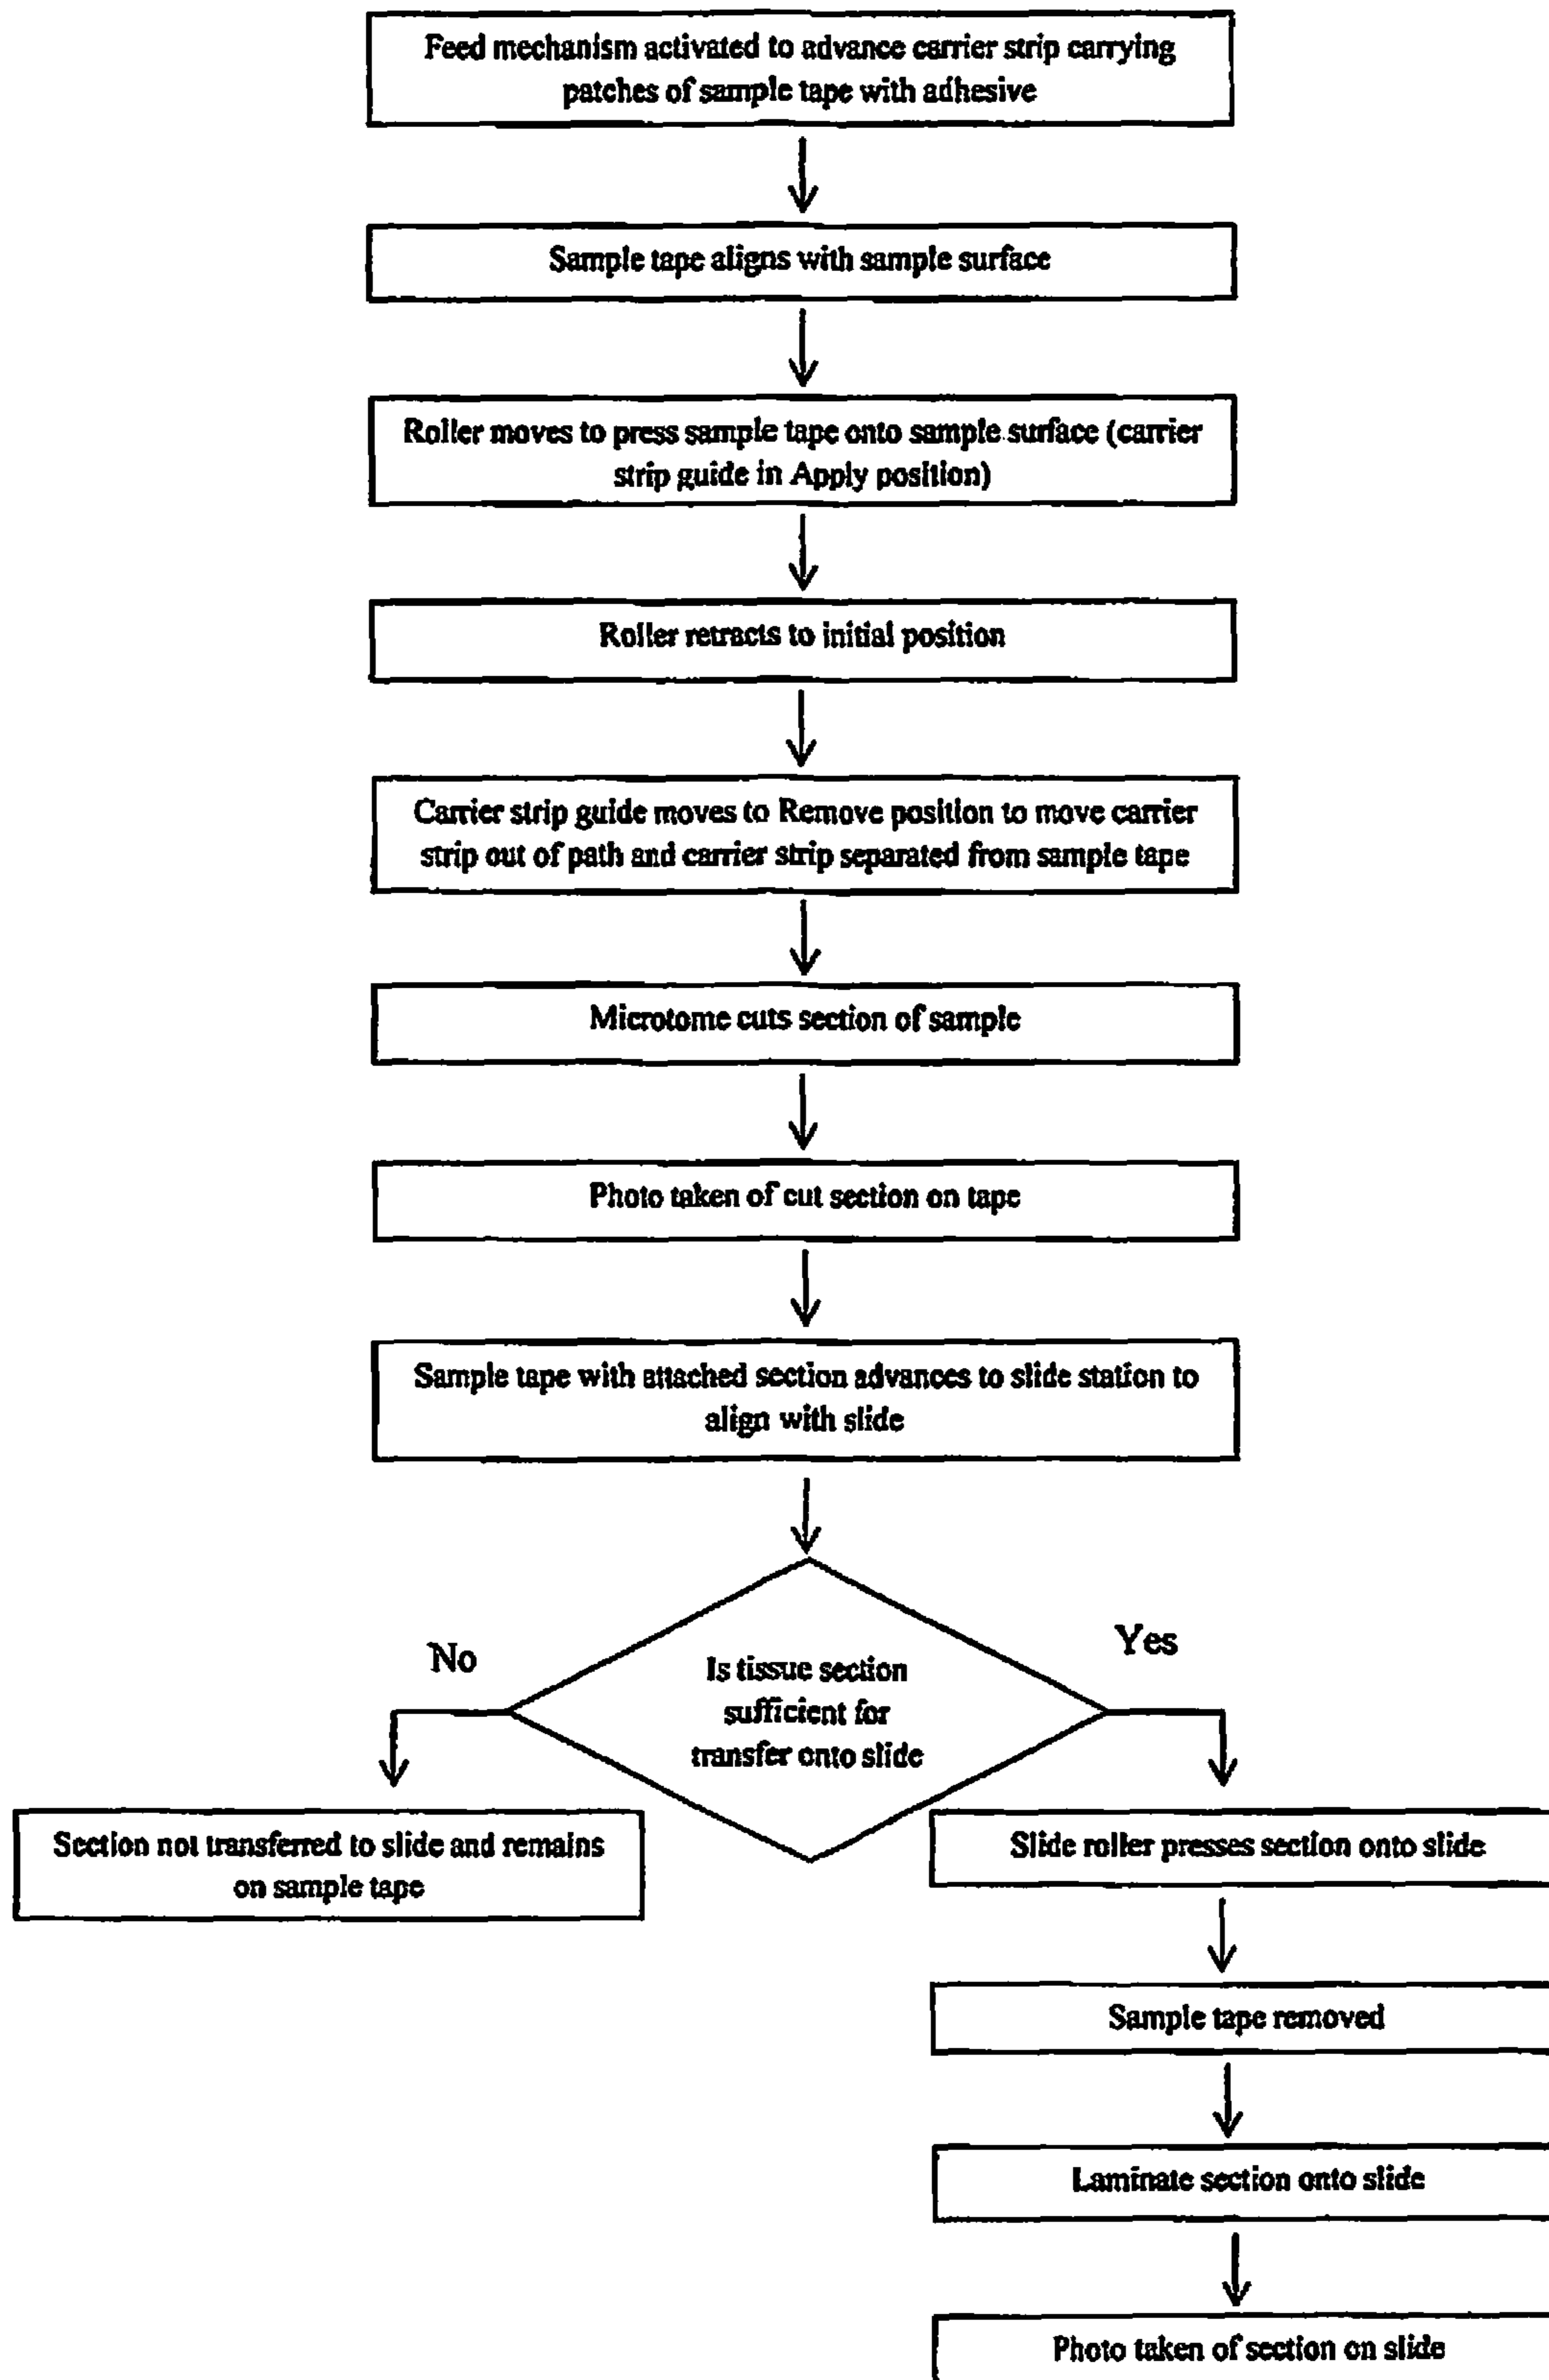 Feed mechanism activated to advance carrier strip carrying
patches of sample tape with adhesive
Sample tape aligns with sample surface
Roller moves to press sample tape onto sample surface (carrier
strip guide in Apply position)
Roller retracts to initial position
Carrier strip guide moves to Remove position to move carrier
strip out of path and carrier strip separated from sample tape
Microtome cuts section of sample
Photo taken of cut section on tape
Sample tape with attached section advances to slide station to
align with slide
Is tissue section
sufficient for
transfer onto slide
No
Yes
Section not transferred to slide and remains
on sample tape
Slide roller presses section onto slide
Sample tape removed
Laminate section onto slide
Photo taken of section on slide